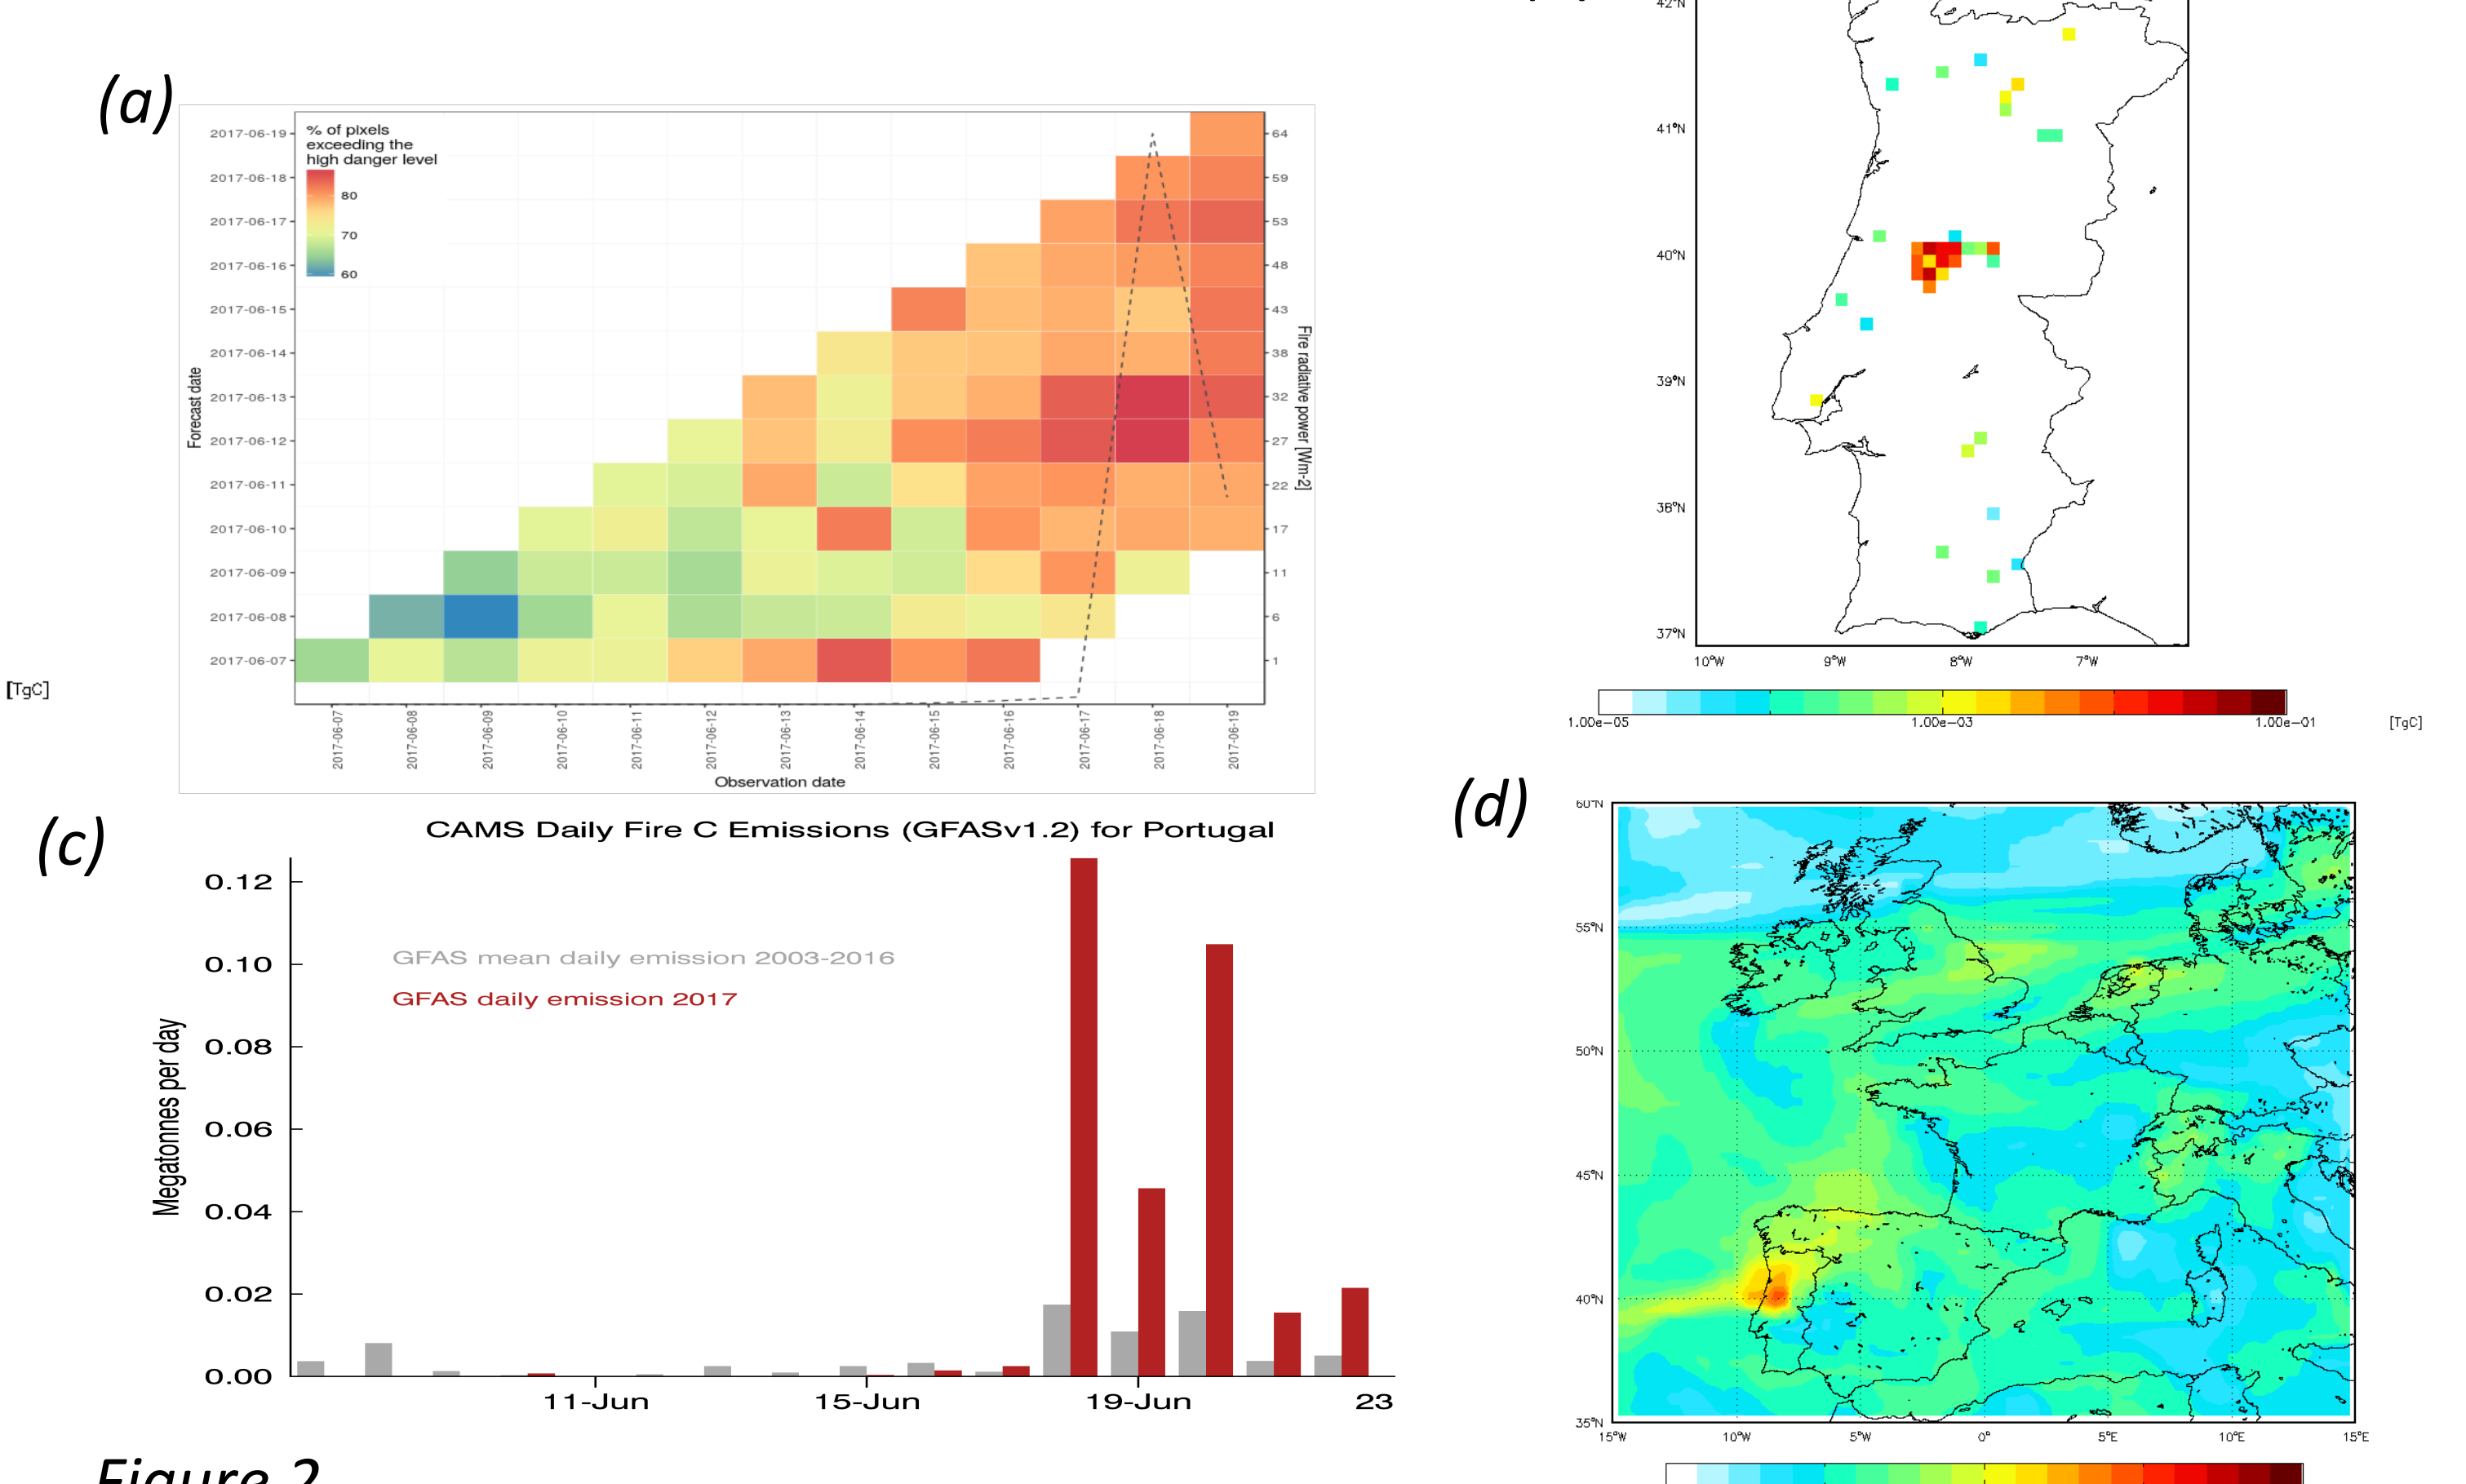 (a)
% of pixels
exceeding the
high danger level
80
70
60
Forecast date
2017-06-19
2017-06-18
2017-06-17
2017-06-16
2017-06-15
2017-06-14
2017-06-13
2017-06-12
2017-06-11
2017-06-10
2017-06-09
2017-06-08
2017-06-07
64
59
53
48
43
38
32
27
22
17
11
6
1
Fire radiative power [Wm-2]
2017-06-07
2017-06-08
2017-06-09
2017-06-10
2017-06-11
2017-06-12
2017-06-13
2017-06-14
2017-06-15
2017-06-16
2017-06-17
2017-06-18
2017-06-19
Observation date
[TgC]
42°N
41°N
40°N
39°N
38°N
37°N
10°W 9°W 8°W 7°W
1.00e-05 1.00e-03 1.00e-01 [TgC]
(c)
CAMS Daily Fire C Emissions (GFASv1.2) for Portugal
Megatonnes per day
0.12
0.10
0.08
0.06
0.04
0.02
0.00
GFAS mean daily emission 2003-2016
GFAS daily emission 2017
11-Jun 15-Jun 19-Jun 23
(d)
60°N
55°N
50°N
45°N
40°N
35°N
15°W 10°W 5°W 0° 5°E 10°E 15°E
Figure 2